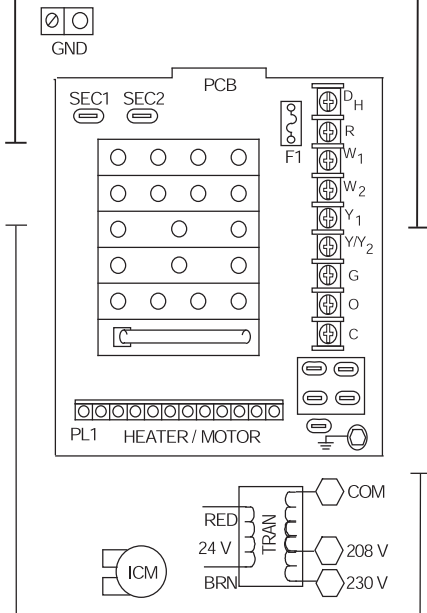 GND
PCB
SEC1 SEC2
F1
DH
R
W1
W2
Y1
Y/Y2
G
O
C
PL1 HEATER / MOTOR
COM
RED
24 V
TRAN
208 V
BRN
230 V
ICM